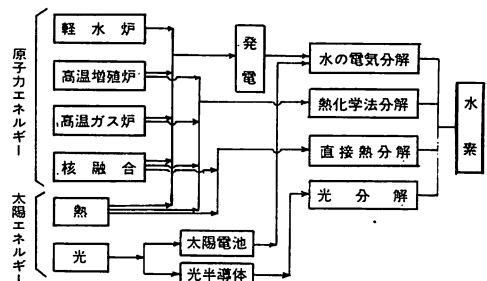 原子力エネルギー
太陽エネルギー
軽水炉
高温増殖炉
高温ガス炉
核融合
熱
光
発電
太陽電池
光半導体
水の電気分解
熱化学法分解
直接熱分解
光分解
水素